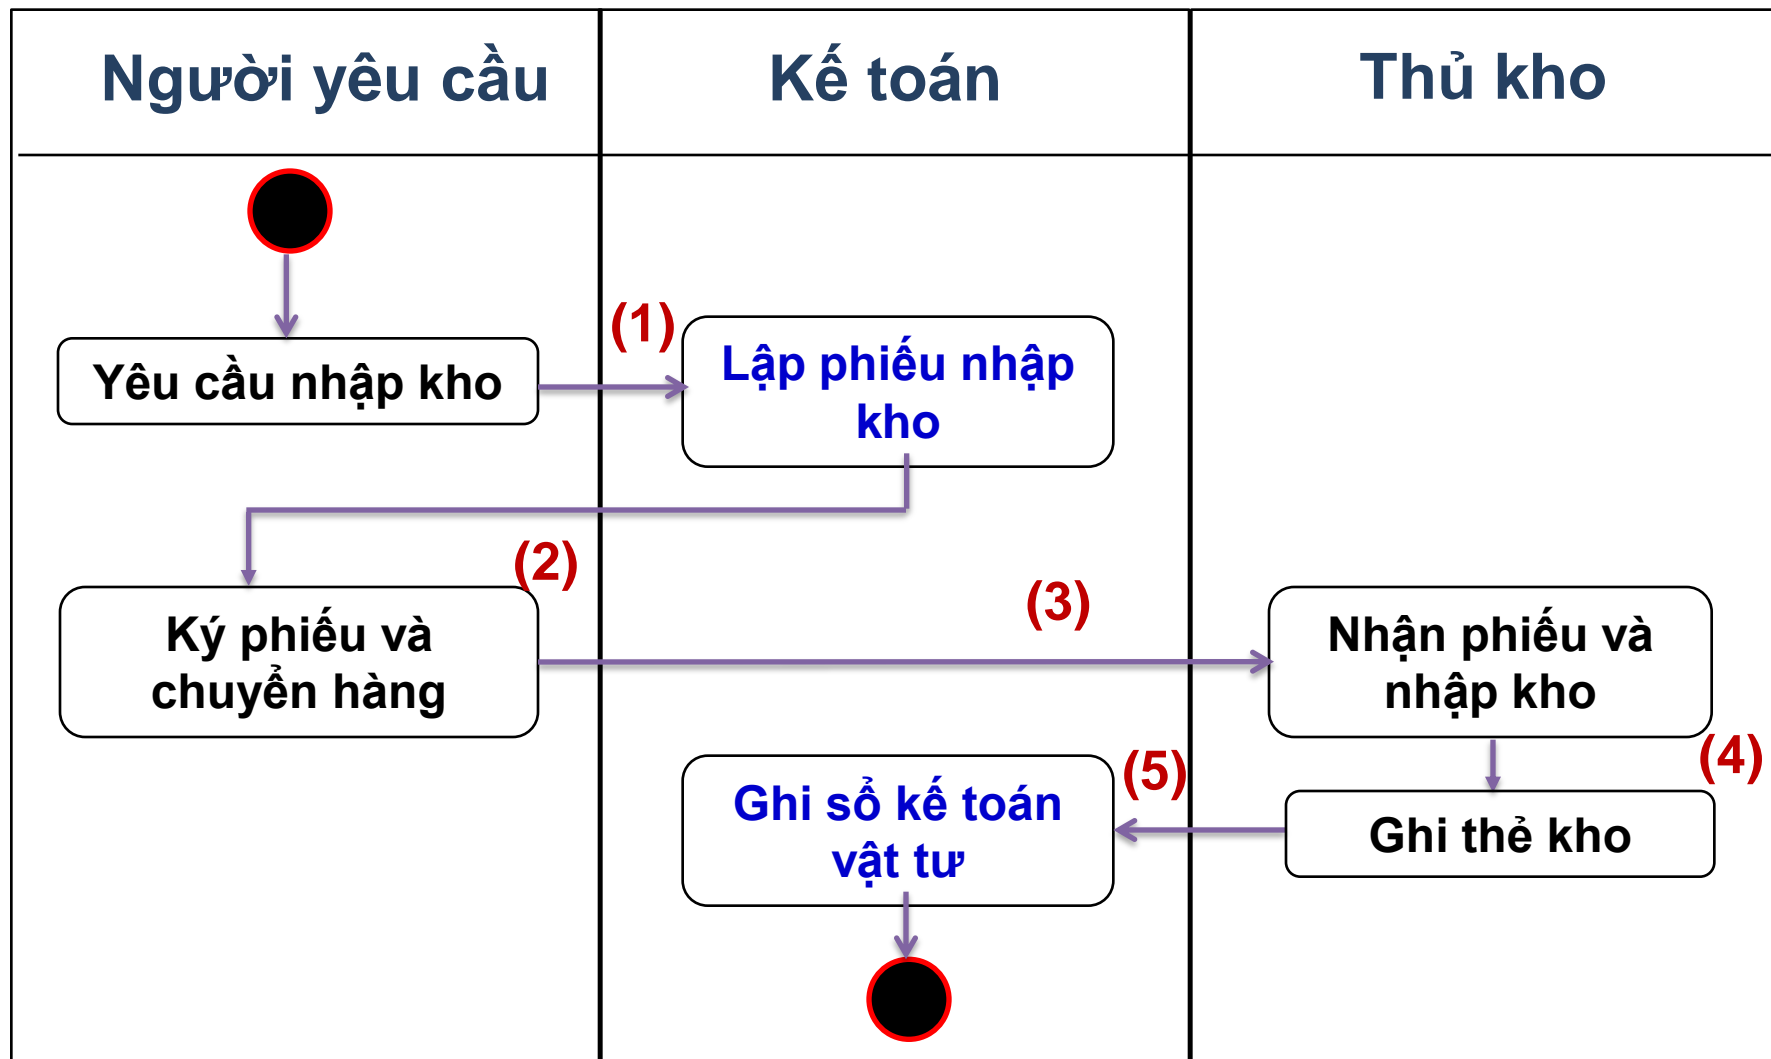 Người yêu cầu
Kế toán
Thủ kho
Yêu cầu nhập kho
(1)
Lập phiếu nhập
kho
(2)
Ký phiếu và
chuyển hàng
(3)
Nhận phiếu và
nhập kho
(4)
Ghi thẻ kho
(5)
Ghi sổ kế toán
vật tư